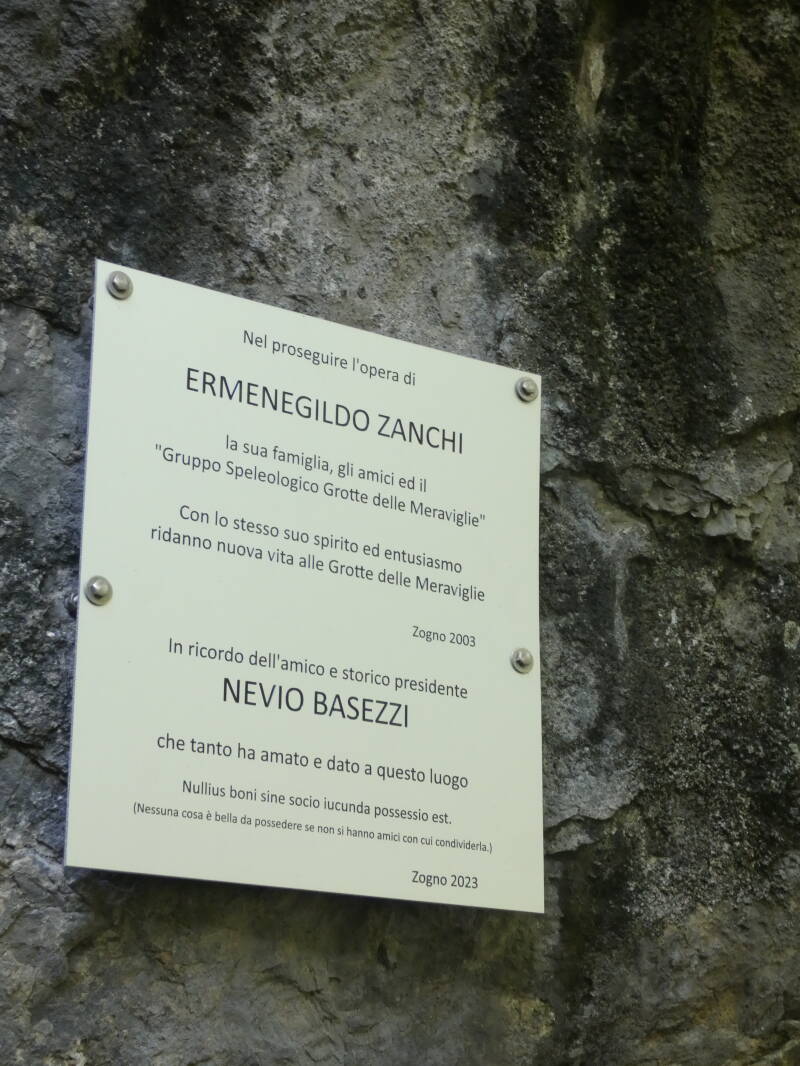 Nel proseguire l'opera di
ERMENEGILDO ZANCHI
la sua famiglia, gli amici ed il
"Gruppo Speleologico Grotte delle Meraviglie"
Con lo stesso suo spirito ed entusiasmo
ridanno nuova vita alle Grotte delle Meraviglie
Zogno 2003
In ricordo dell'amico e storico presidente
NEVIO BASEZZI
che tanto ha amato e dato a questo luogo
Nullius boni sine socio iucunda possessio est.
(Nessuna cosa è bella da possedere se non si hanno amici con cui condividerla.)
Zogno 2023